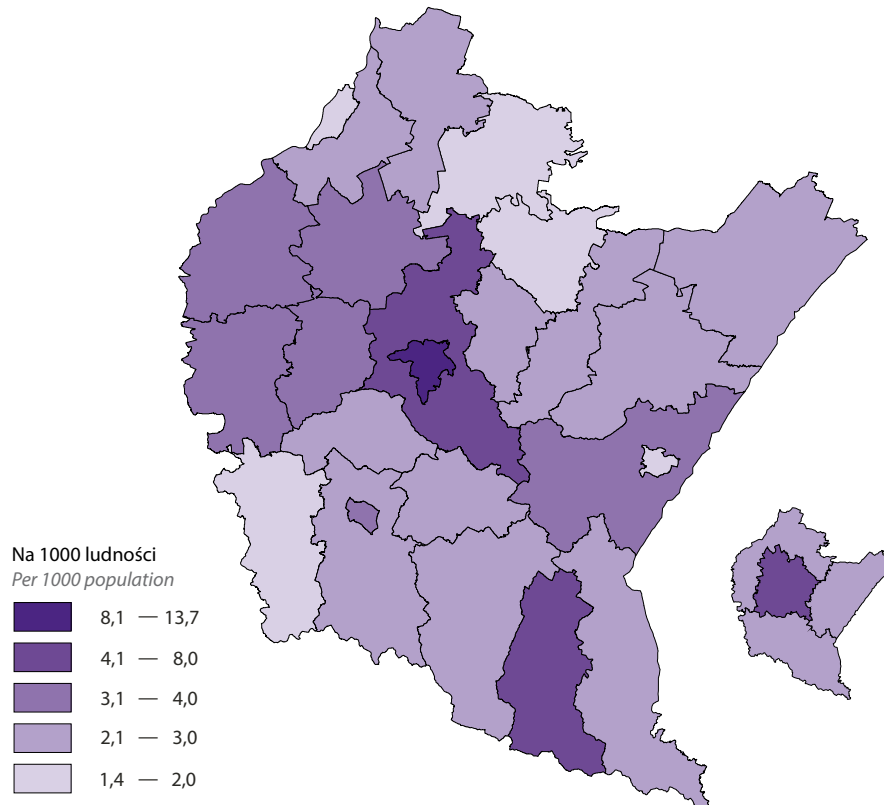 Na 1000 ludności
Per 1000 population
8,1 — 13,7
4,1 — 8,0
3,1 — 4,0
2,1 — 3,0
1,4 — 2,0